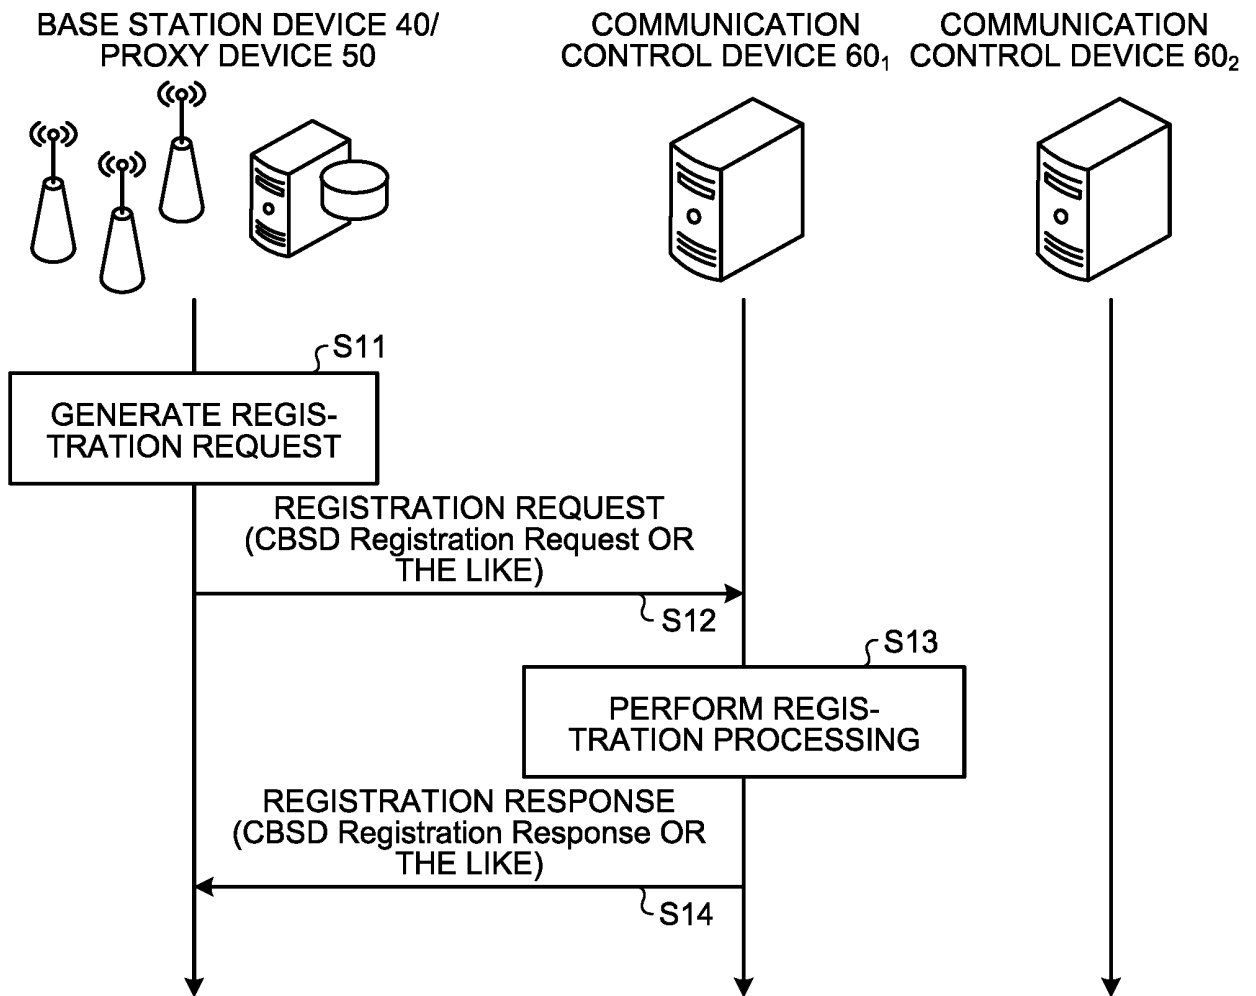 BASE STATION DEVICE 40/
PROXY DEVICE 50
COMMUNICATION
CONTROL DEVICE 60₁
COMMUNICATION
CONTROL DEVICE 60₂
S11
GENERATE REGIS-
TRATION REQUEST
REGISTRATION REQUEST
(CBSD Registration Request OR
THE LIKE)
S12
S13
PERFORM REGIS-
TRATION PROCESSING
REGISTRATION RESPONSE
(CBSD Registration Response OR
THE LIKE)
S14